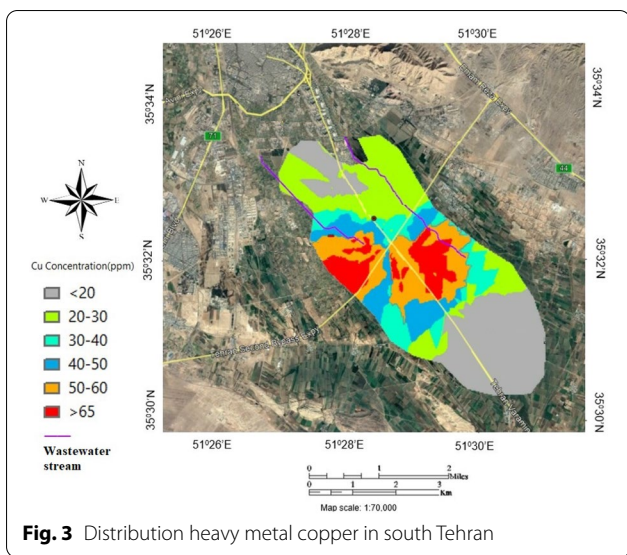 51°26'E 51°28'E 51°30'E
35°34'N
35°34'N
71
44
N
W E
S
Cu Concentration(ppm)
<20
20-30
30-40
40-50
50-60
>65
Wastewater
stream
35°32'N
35°32'N
35°30'N
35°30'N
51°26'E 51°28'E 51°30'E
0 1 2
Miles
0 1 2 3
Km
Map scale: 1:70,000
Fig. 3 Distribution heavy metal copper in south Tehran